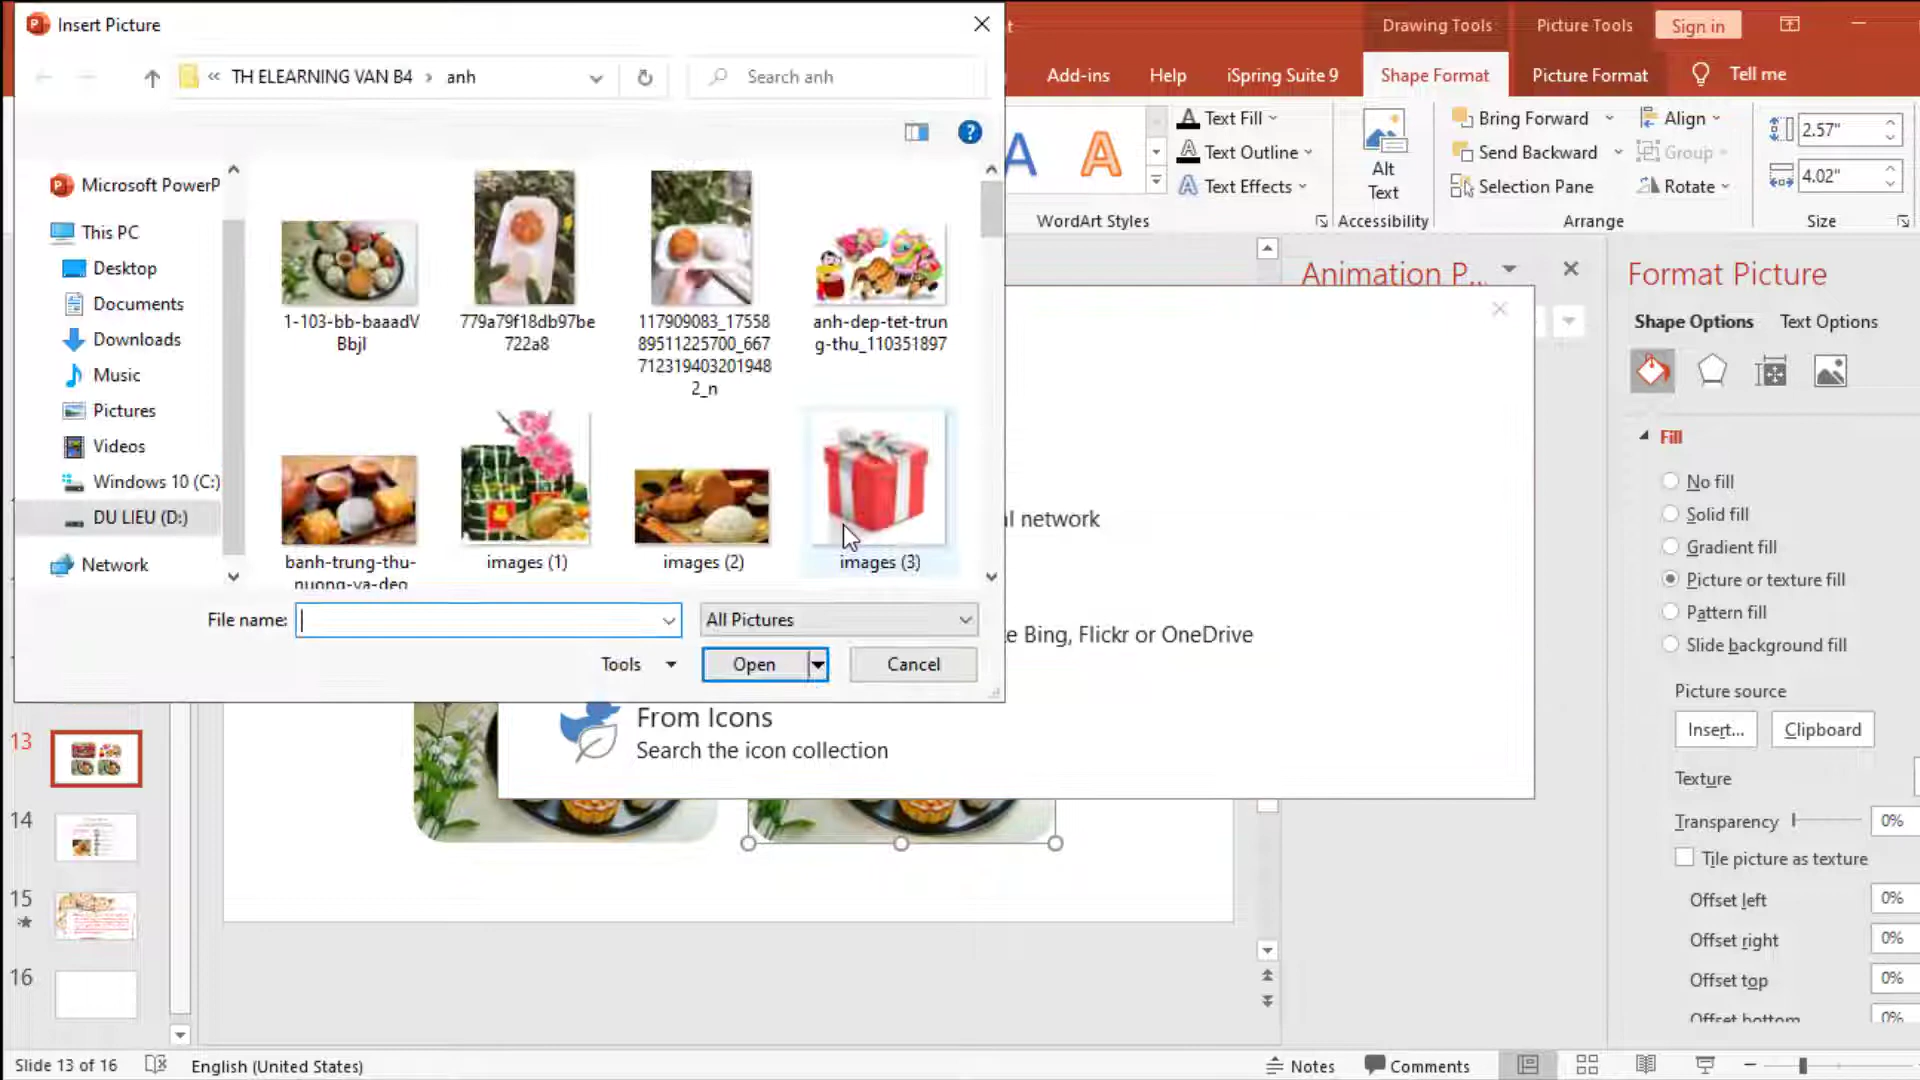 Insert Picture
« TH ELEARNING VAN B4 › anh
Search anh
Microsoft PowerP
This PC
Desktop
Documents
Downloads
Music
Pictures
Videos
Windows 10 (C:)
DU LIEU (D:)
Network
1-103-bb-baaadV
BbjI
779a79f18db97be
722a8
117909083_17558
89511225700_667
712319403201948
2_n
anh-dep-tet-trun
g-thu_110351897
banh-trung-thu-
nuong-va-deo
images (1)
images (2)
images (3)
File name:
All Pictures
Tools
Open
Cancel
Drawing Tools
Picture Tools
Sign in
Add-ins
Help
iSpring Suite 9
Shape Format
Picture Format
Tell me
Text Fill
Text Outline
Text Effects
WordArt Styles
Alt
Text
Accessibility
Bring Forward
Send Backward
Selection Pane
Align
Group
Rotate
Arrange
2.57"
4.02"
Size
Animation P...
al network
e Bing, Flickr or OneDrive
From Icons
Search the icon collection
Format Picture
Shape Options
Text Options
Fill
No fill
Solid fill
Gradient fill
Picture or texture fill
Pattern fill
Slide background fill
Picture source
Insert...
Clipboard
Texture
Transparency
0%
Tile picture as texture
Offset left
0%
Offset right
0%
Offset top
0%
Offset bottom
0%
13
14
15
16
Slide 13 of 16
English (United States)
Notes
Comments